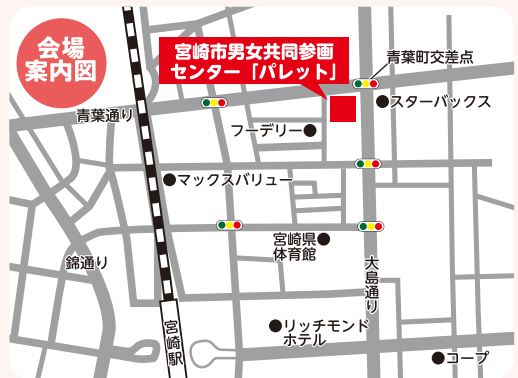 会場
案内図
宮崎市男女共同参画
センター「パレット」
青葉町交差点
スターバックス
青葉通り
フーデリー
マックスバリュー
宮崎県
体育館
錦通り
大島通り
宮崎駅
リッチモンド
ホテル
コープ